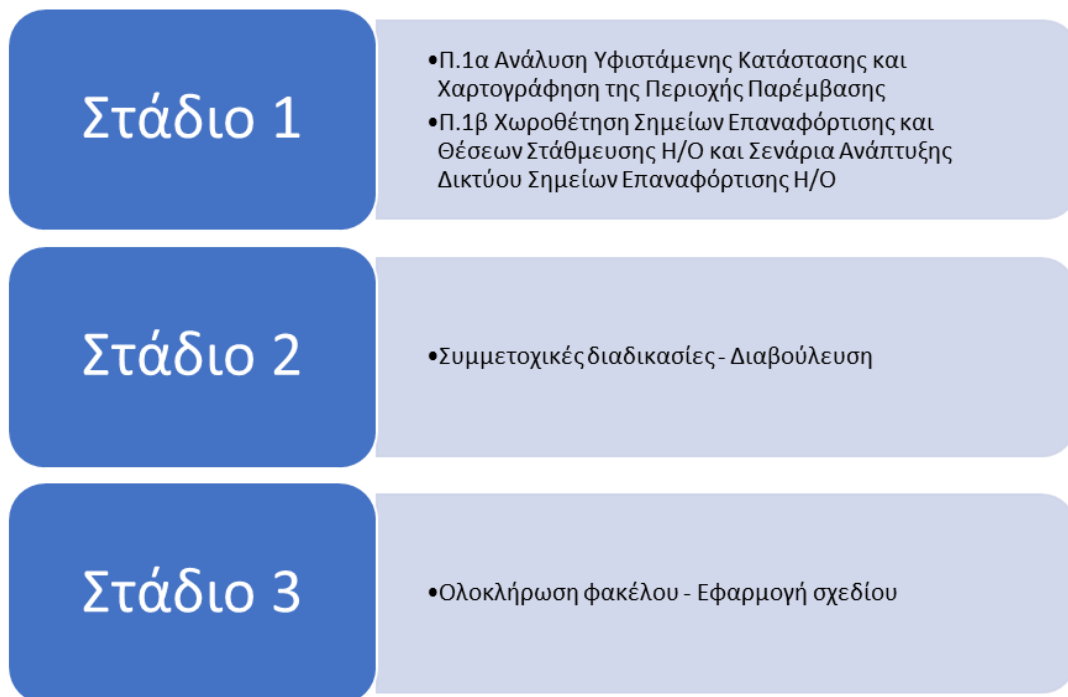 Στάδιο 1
•Π.1α Ανάλυση Υφιστάμενης Κατάστασης και
Χαρτογράφηση της Περιοχής Παρέμβασης
•Π.1β Χωροθέτηση Σημείων Επαναφόρτισης και
Θέσεων Στάθμευσης Η/Ο και Σενάρια Ανάπτυξης
Δικτύου Σημείων Επαναφόρτισης Η/Ο
Στάδιο 2
•Συμμετοχικές διαδικασίες - Διαβούλευση
Στάδιο 3
•Ολοκλήρωση φακέλου - Εφαρμογή σχεδίου